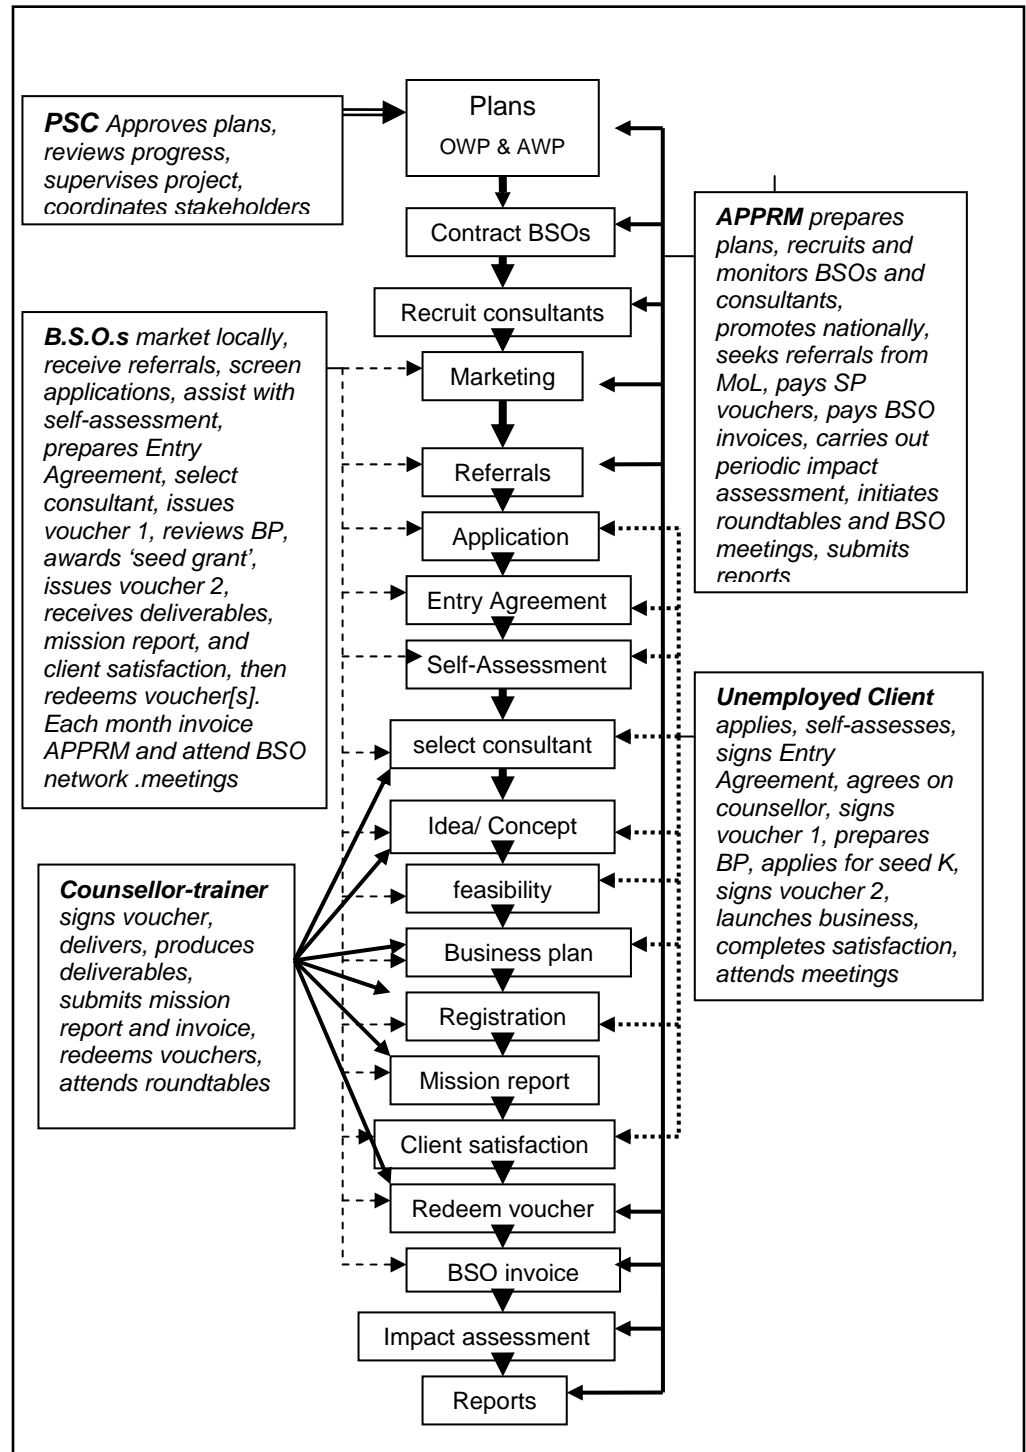 Plans
OWP & AWP
PSC Approves plans,
reviews progress,
supervises project,
coordinates stakeholders
Contract BSOs
Recruit consultants
Marketing
Referrals
Application
Entry Agreement
Self-Assessment
select consultant
Idea/ Concept
feasibility
Business plan
Registration
Mission report
Client satisfaction
Redeem voucher
BSO invoice
Impact assessment
Reports
APPRM prepares
plans, recruits and
monitors BSOs and
consultants,
promotes nationally,
seeks referrals from
MoL, pays SP
vouchers, pays BSO
invoices, carries out
periodic impact
assessment, initiates
roundtables and BSO
meetings, submits
reports
B.S.O.s market locally,
receive referrals, screen
applications, assist with
self-assessment,
prepares Entry
Agreement, select
consultant, issues
voucher 1, reviews BP,
awards ‘seed grant’,
issues voucher 2,
receives deliverables,
mission report, and
client satisfaction, then
redeems voucher[s].
Each month invoice
APPRM and attend BSO
network .meetings
Unemployed Client
applies, self-assesses,
signs Entry
Agreement, agrees on
counsellor, signs
voucher 1, prepares
BP, applies for seed K,
signs voucher 2,
launches business,
completes satisfaction,
attends meetings
Counsellor-trainer
signs voucher,
delivers, produces
deliverables,
submits mission
report and invoice,
redeems vouchers,
attends roundtables